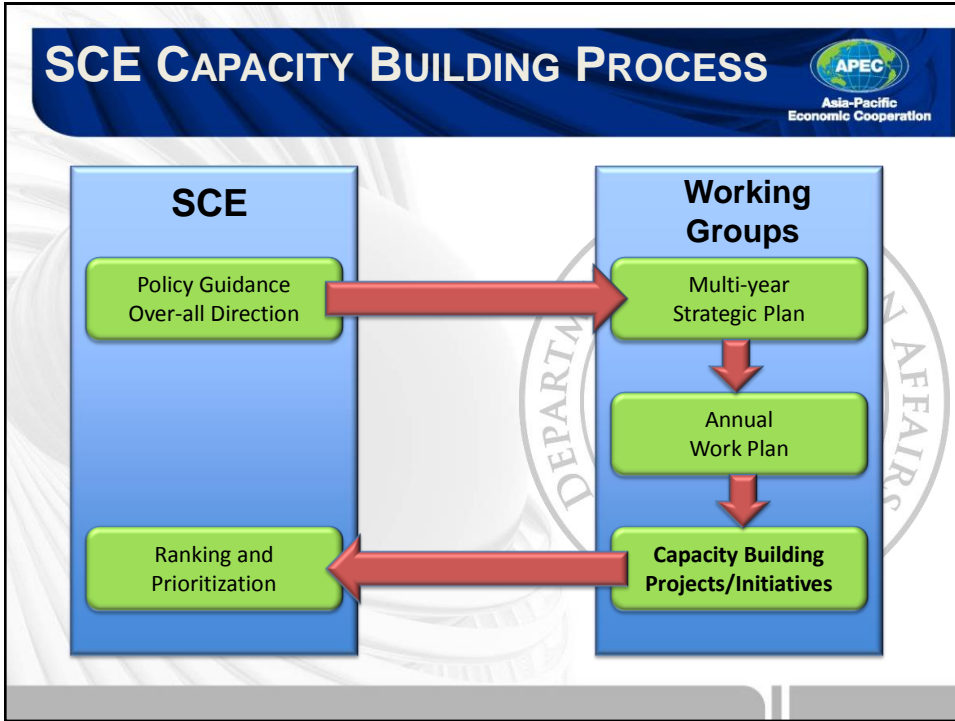 SCE CAPACITY BUILDING PROCESS
APEC
Asia-Pacific
Economic Cooperation
SCE
Policy Guidance
Over-all Direction
Ranking and
Prioritization
Working
Groups
Multi-year
Strategic Plan
Annual
Work Plan
Capacity Building
Projects/Initiatives
AFFAIRS